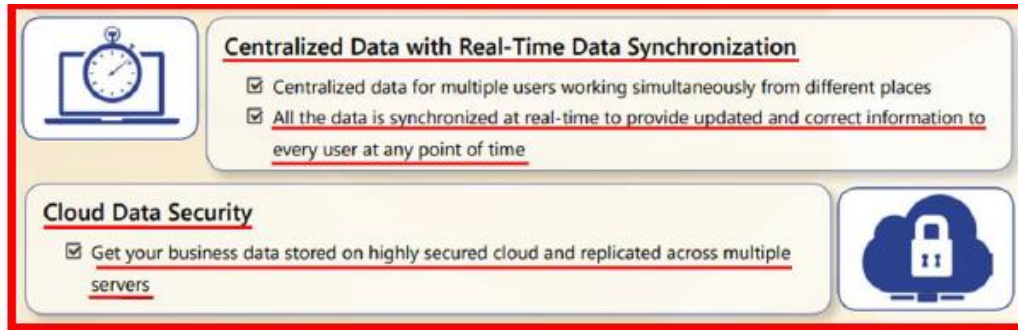 Centralized Data with Real-Time Data Synchronization
☑ Centralized data for multiple users working simultaneously from different places
☑ All the data is synchronized at real-time to provide updated and correct information to
every user at any point of time
Cloud Data Security
☑ Get your business data stored on highly secured cloud and replicated across multiple
servers